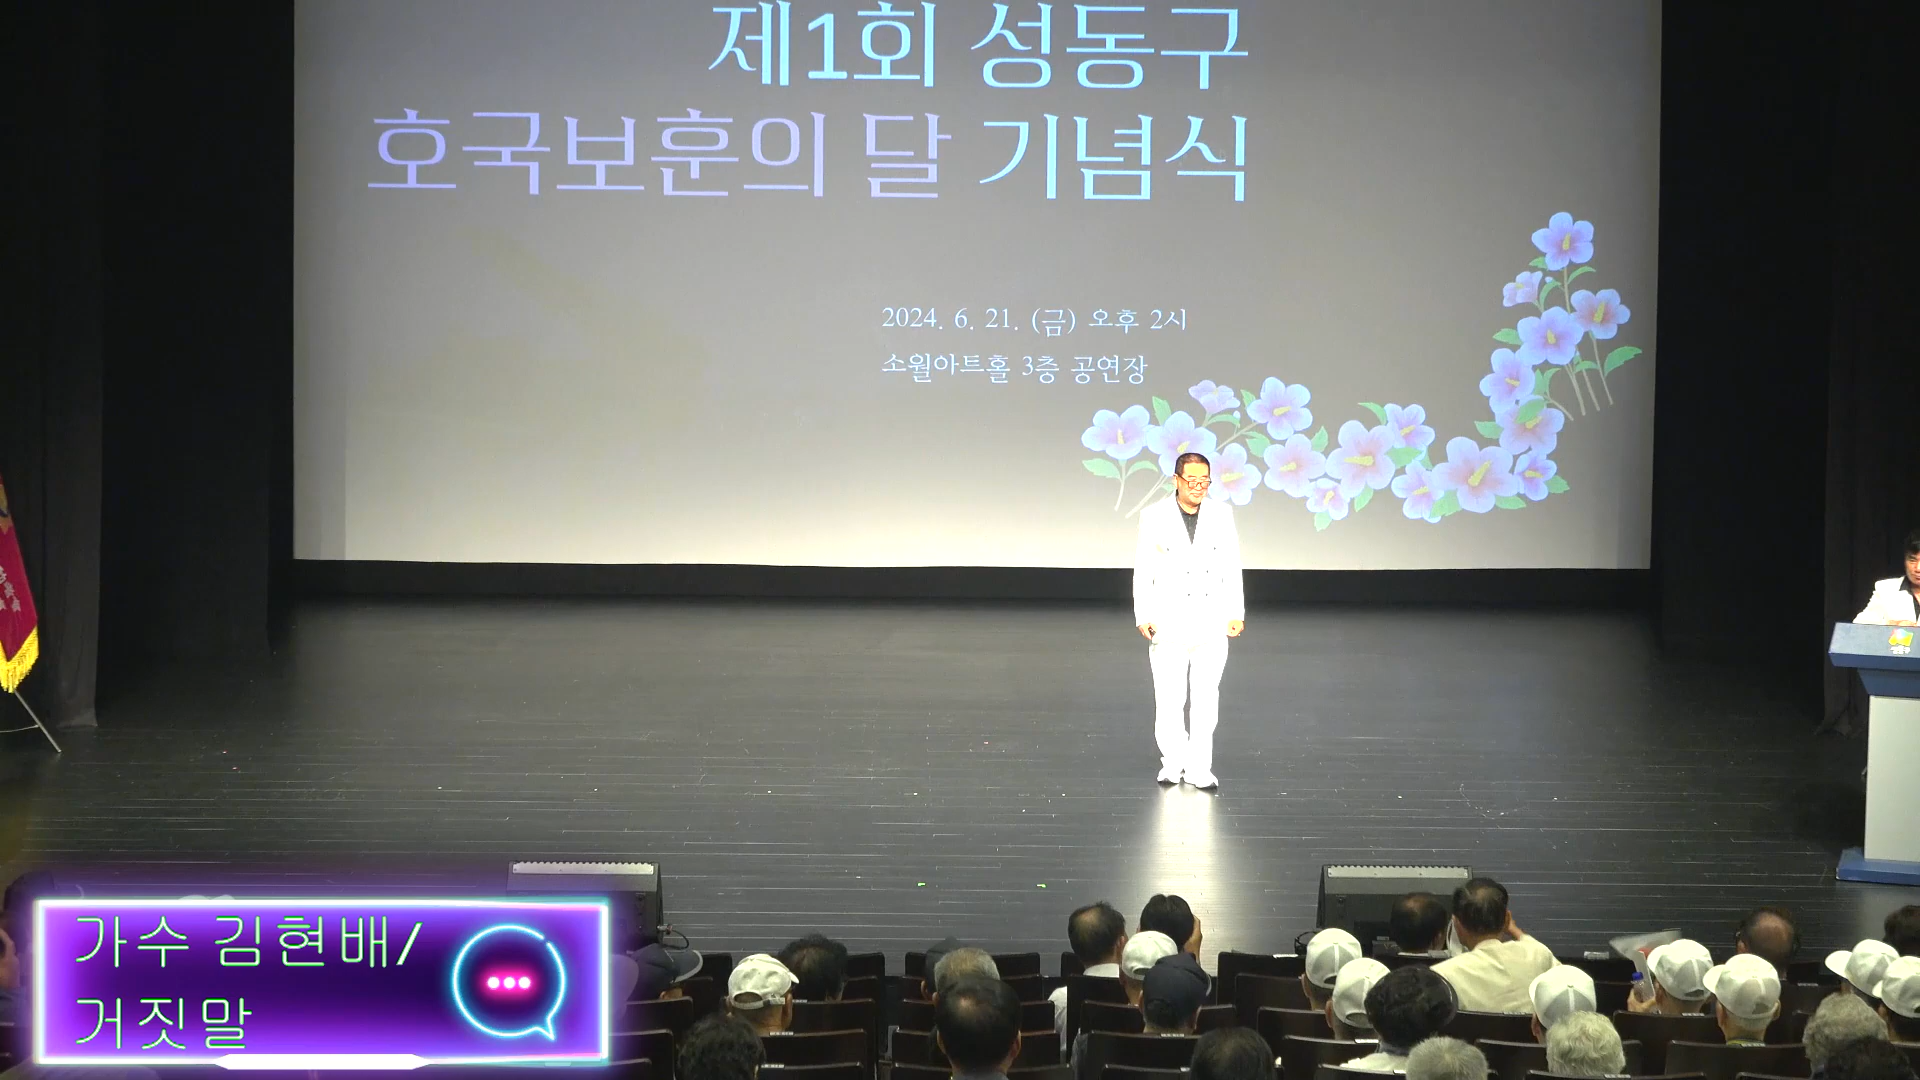 제1회 성동구
호국보훈의 달 기념식
2024. 6. 21. (금) 오후 2시
소월아트홀 3층 공연장
가수 김현배/
거짓말